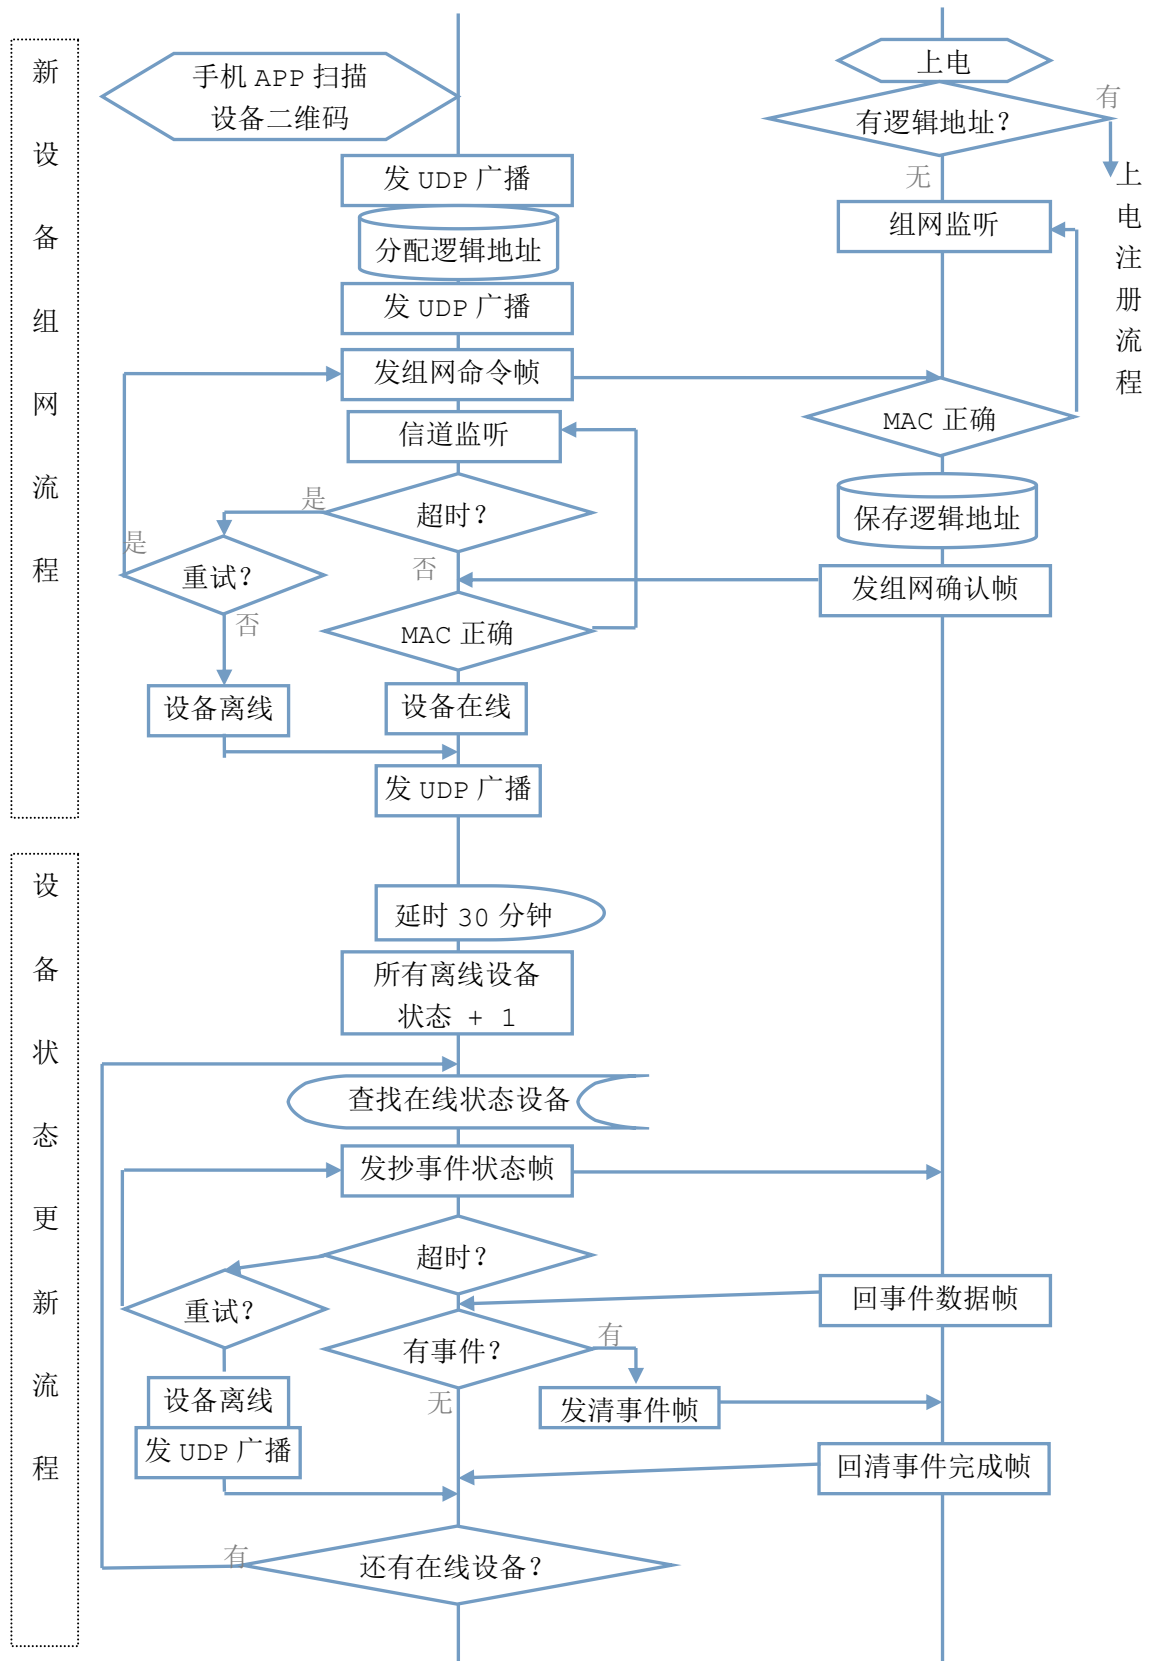 新设备组网流程
手机 APP 扫描
设备二维码
发 UDP 广播
分配逻辑地址
发 UDP 广播
发组网命令帧
信道监听
是
超时?
是
重试?
否
否
MAC 正确
设备离线
设备在线
发 UDP 广播
上电
有
有逻辑地址?
无
上电注册流程
组网监听
MAC 正确
保存逻辑地址
发组网确认帧
设备状态更新流程
延时 30 分钟
所有离线设备
状态 + 1
查找在线状态设备
发抄事件状态帧
超时?
重试?
回事件数据帧
有事件?
有
无
设备离线
发 UDP 广播
发清事件帧
回清事件完成帧
有
还有在线设备?